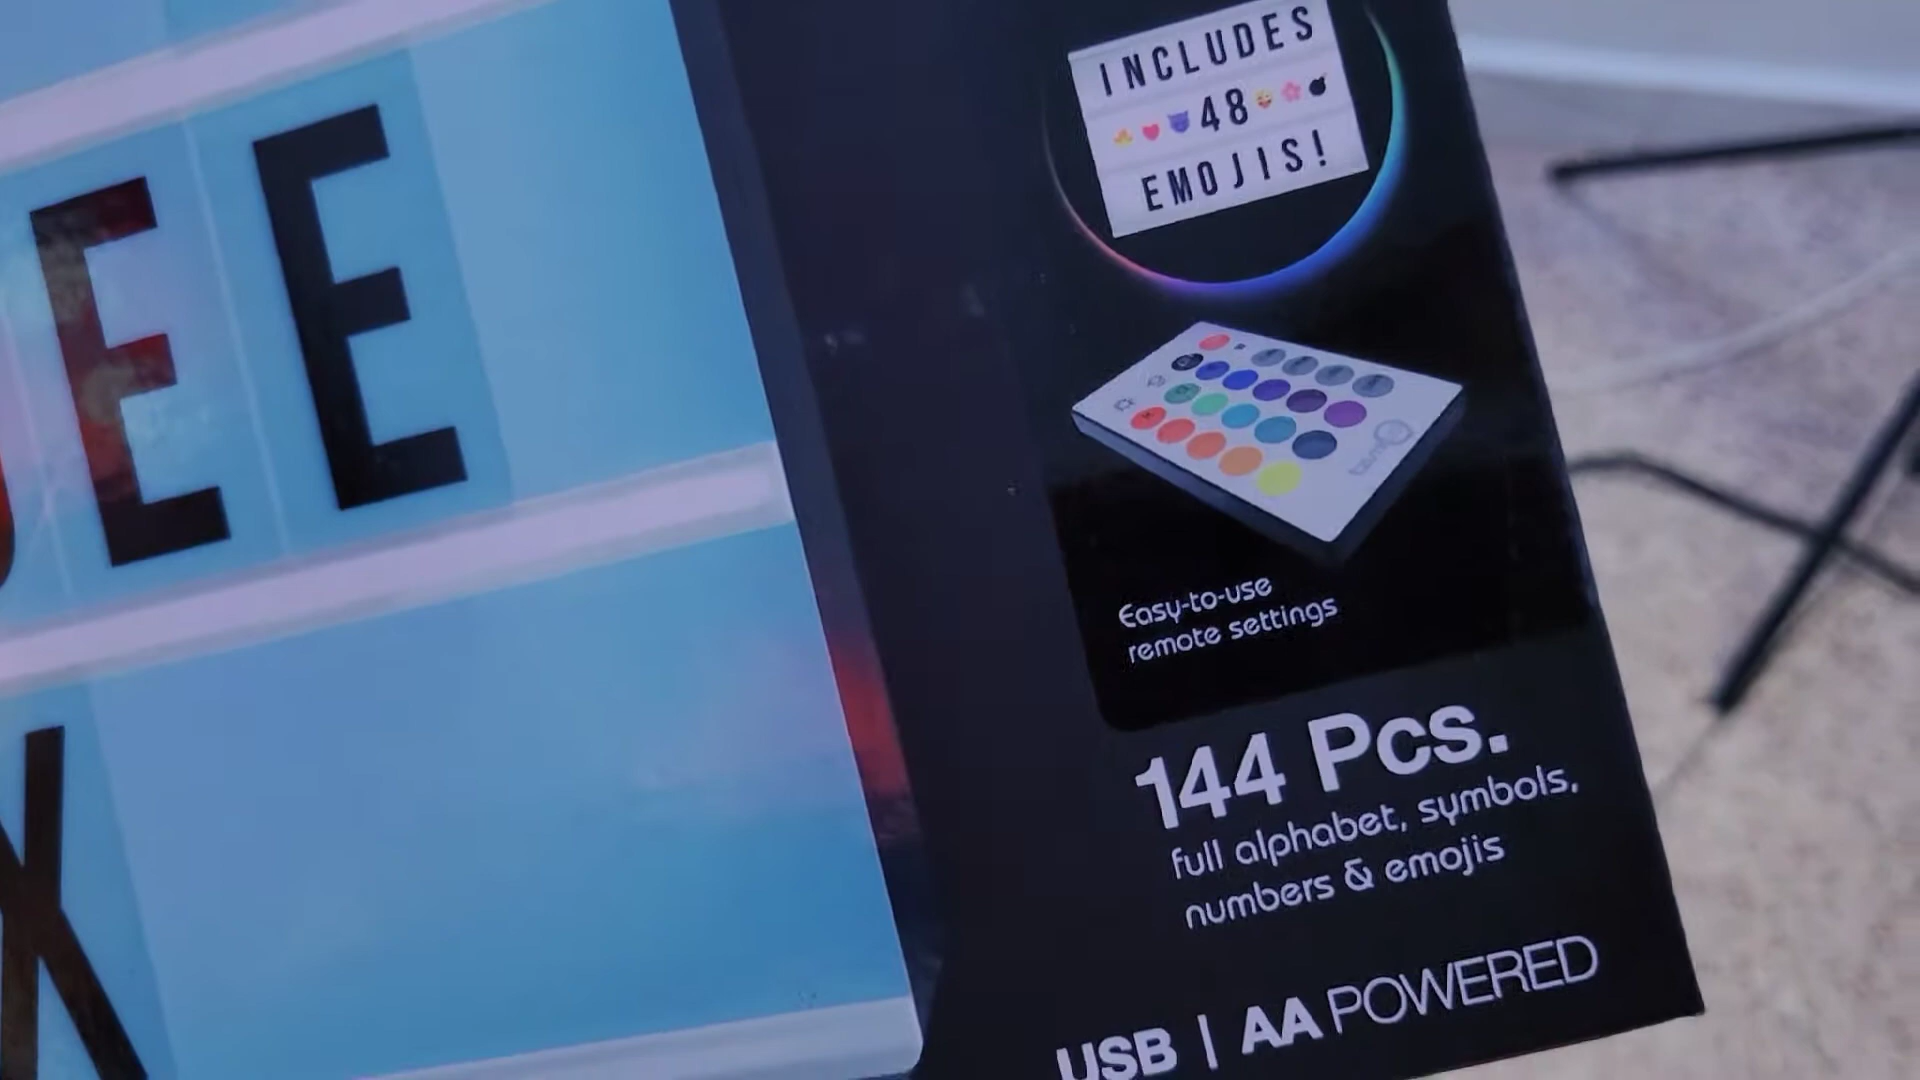 INCLUDES
48
EMOJIS!
EE
X
Easy-to-use
remote settings
144 Pcs.
full alphabet, symbols,
numbers & emojis
USB | AA POWERED